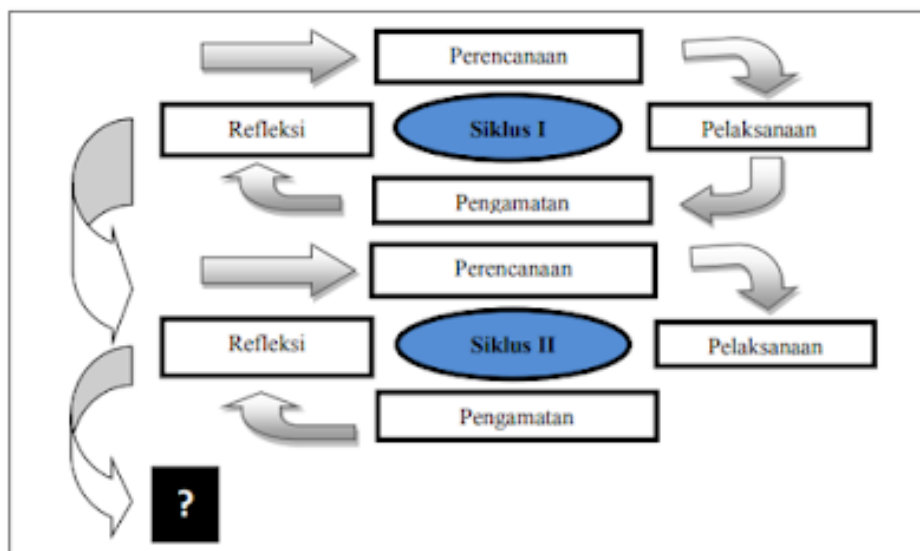 Perencanaan
Refleksi
Siklus I
Pelaksanaan
Pengamatan
Perencanaan
Refleksi
Siklus II
Pelaksanaan
Pengamatan
?